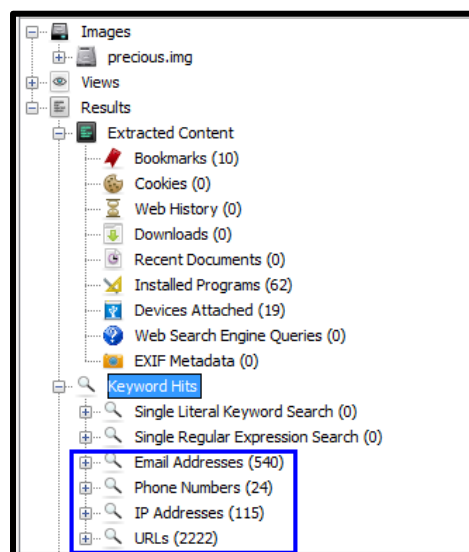 Images
precious.img
Views
Results
Extracted Content
Bookmarks (10)
Cookies (0)
Web History (0)
Downloads (0)
Recent Documents (0)
Installed Programs (62)
Devices Attached (19)
Web Search Engine Queries (0)
EXIF Metadata (0)
Keyword Hits
Single Literal Keyword Search (0)
Single Regular Expression Search (0)
Email Addresses (540)
Phone Numbers (24)
IP Addresses (115)
URLs (2222)